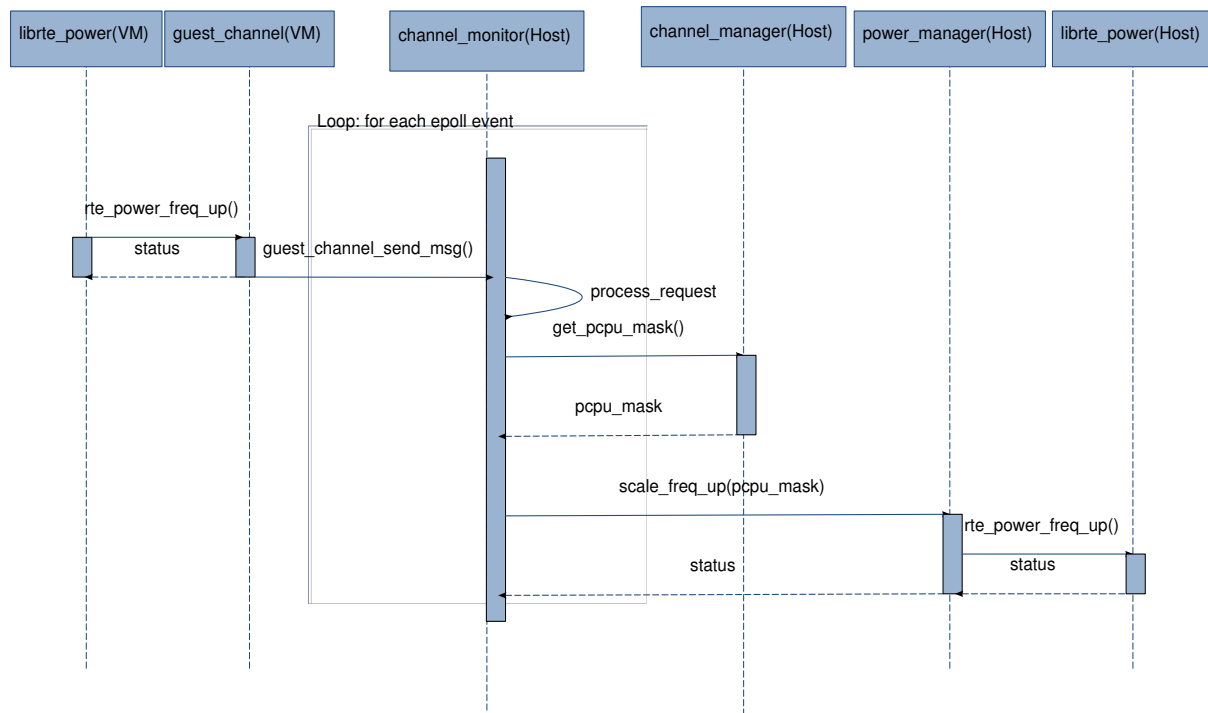 librte_power(VM)
guest_channel(VM)
channel_monitor(Host)
channel_manager(Host)
power_manager(Host)
librte_power(Host)
Loop: for each epoll event
rte_power_freq_up()
status
guest_channel_send_msg()
process_request
get_pcpu_mask()
pcpu_mask
scale_freq_up(pcpu_mask)
rte_power_freq_up()
status
status